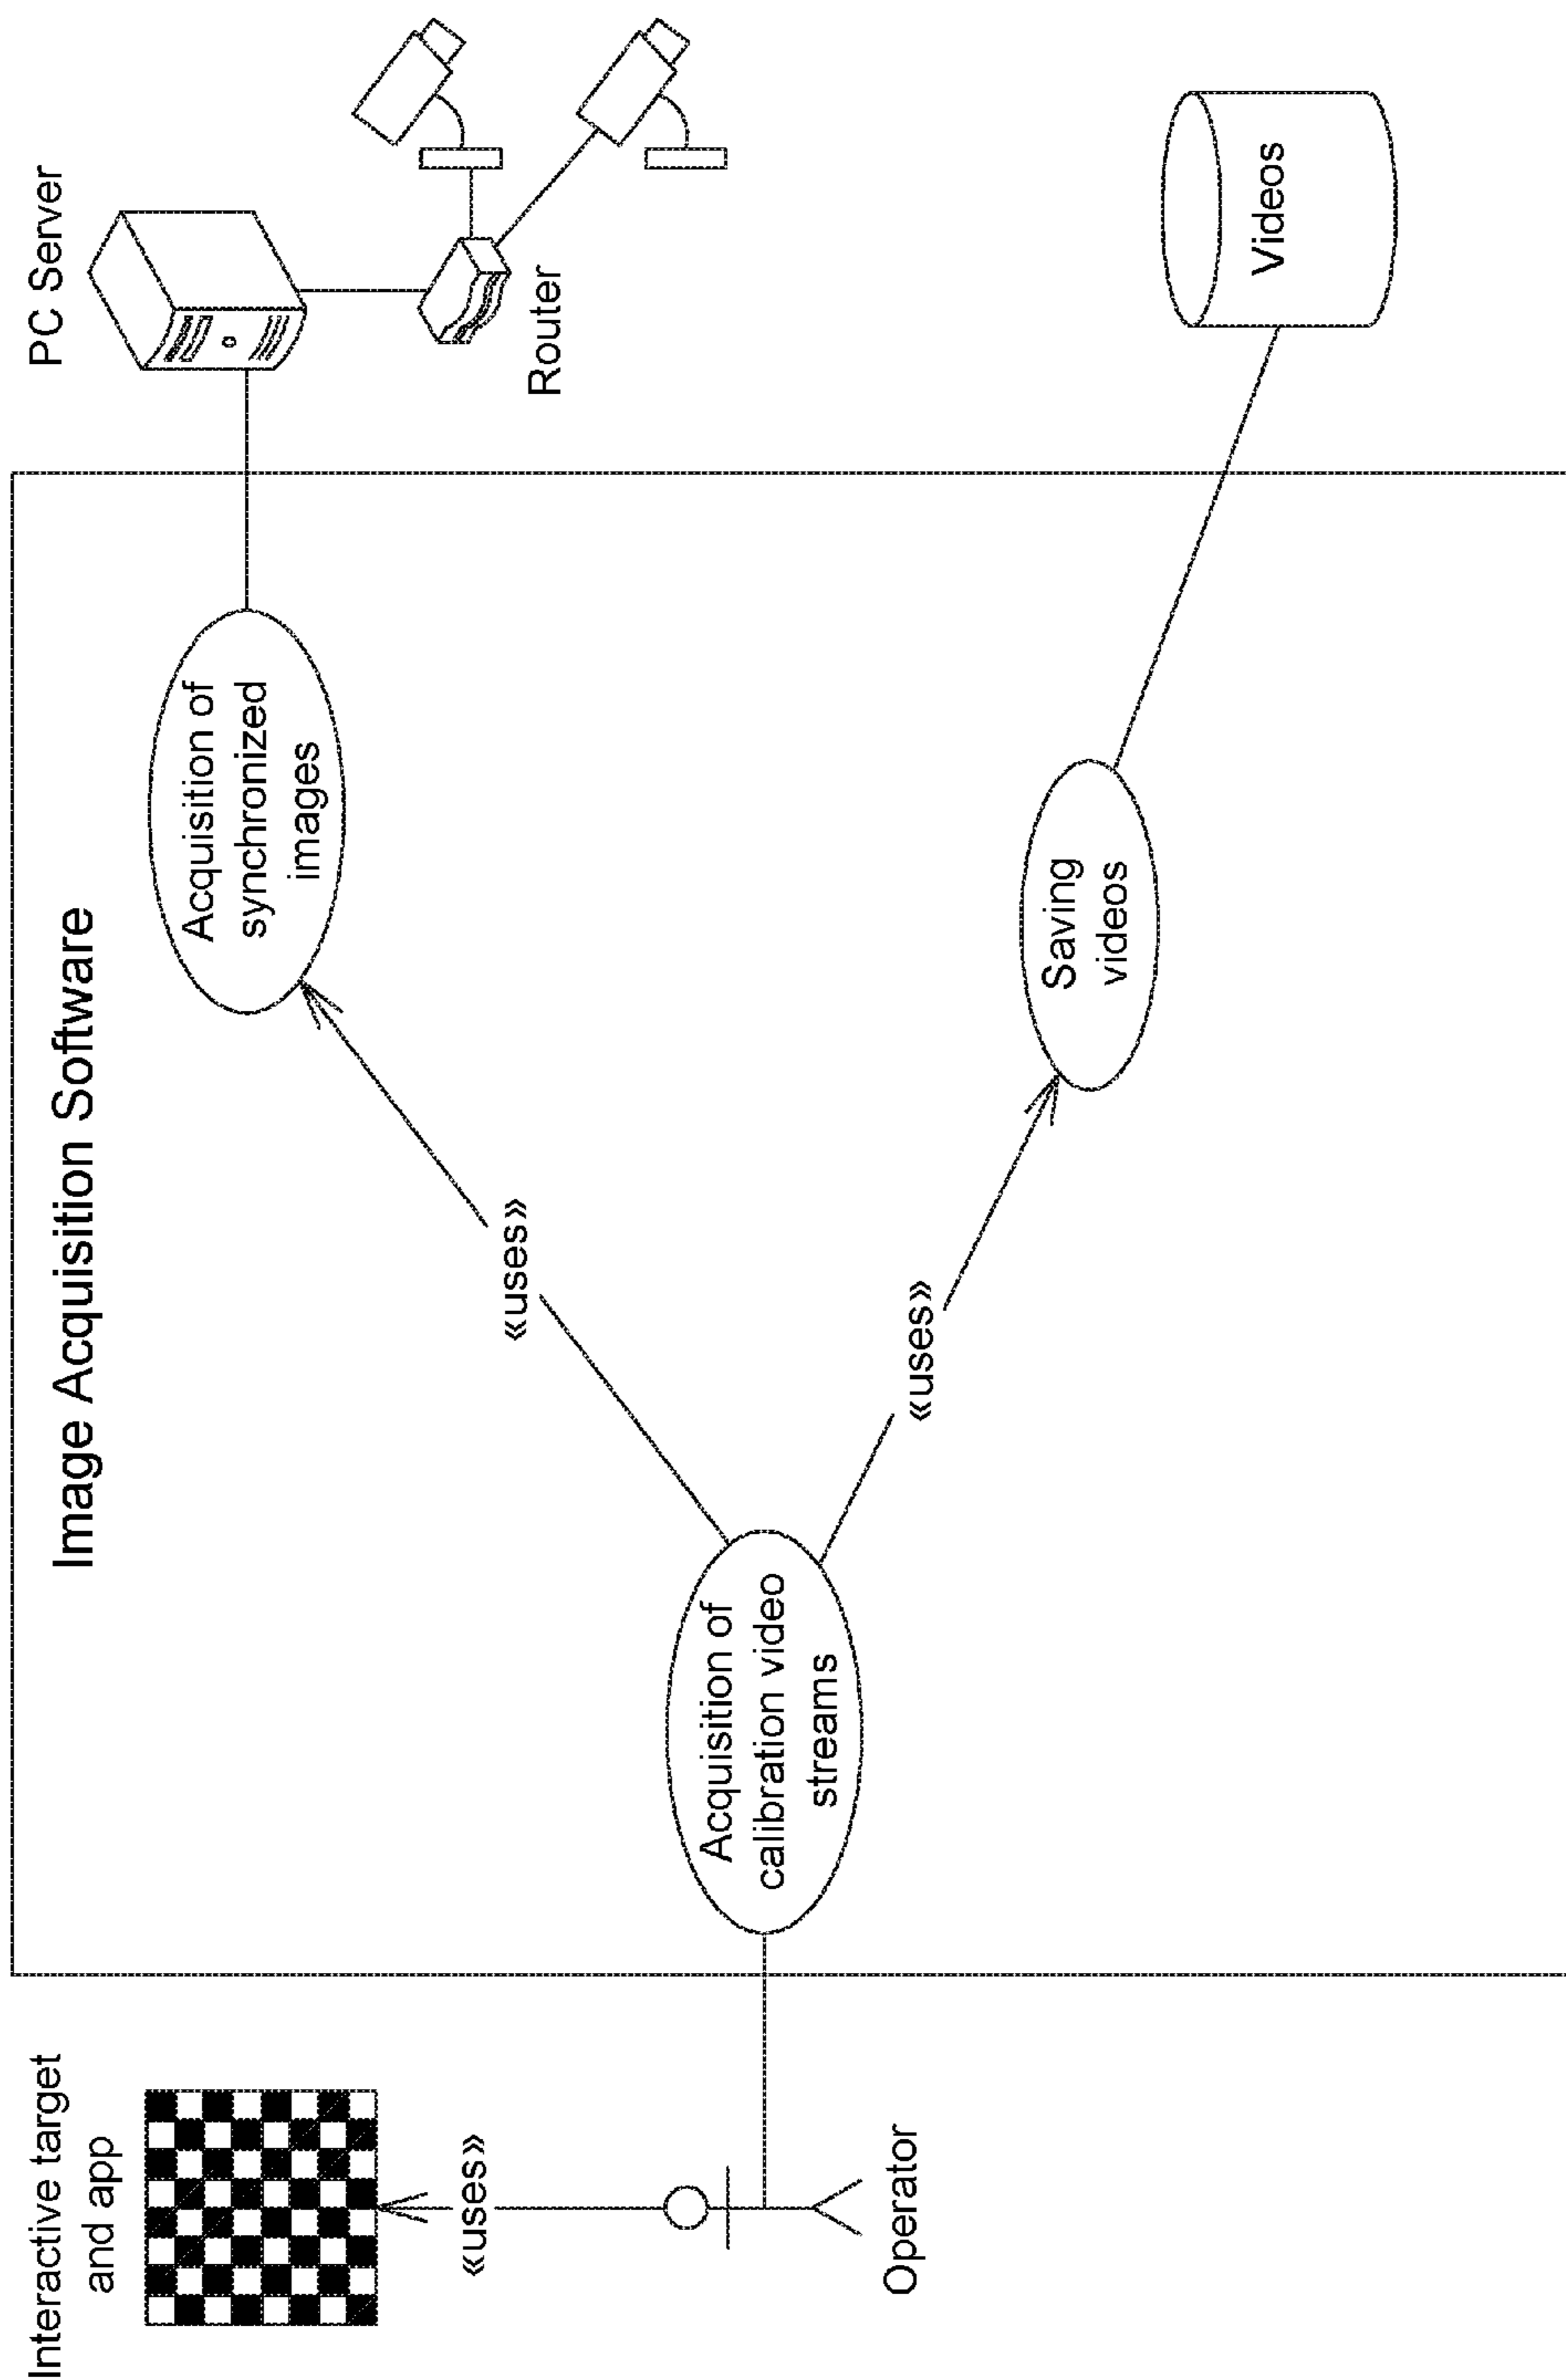 Interactive target
and app
«uses»
Operator
Image Acquisition Software
Acquisition of
calibration video
streams
«uses»
«uses»
Acquisition of
synchronized
images
Saving
videos
PC Server
Router
Videos